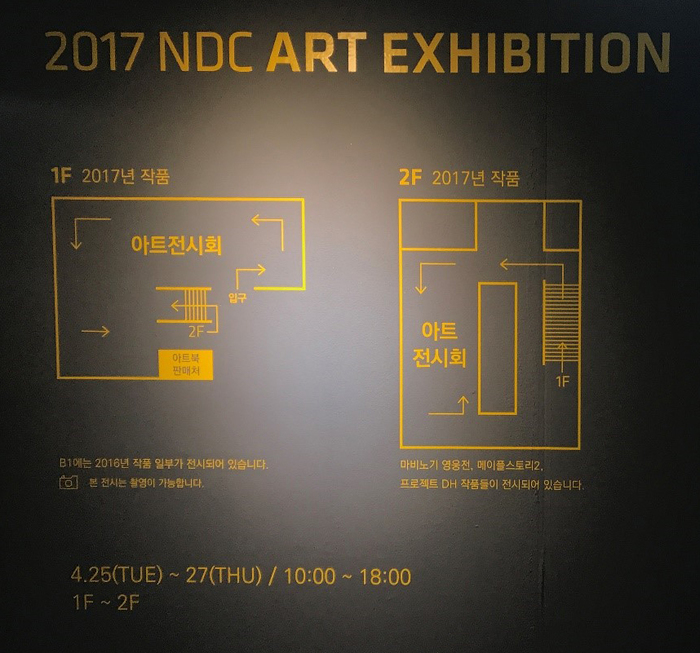 2017 NDC ART EXHIBITION
1F 2017년 작품
아트전시회
입구
2F
아트북
판매처
B1에는 2016년 작품 일부가 전시되어 있습니다.
본 전시는 촬영이 가능합니다.
2F 2017년 작품
아트
전시회
1F
마비노기 영웅전, 메이플스토리2,
프로젝트 DH 작품들이 전시되어 있습니다.
4.25(TUE) ~ 27(THU) / 10:00 ~ 18:00
1F ~ 2F